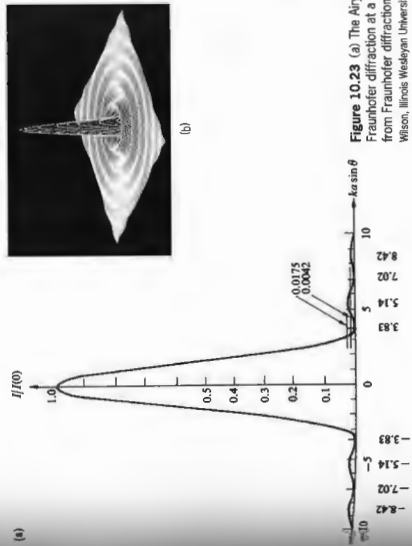 (a)
I/I(0)
1.0
0.5
0.4
0.3
0.2
0.1
0.0175
0.0042
−5
0
5
10
ka sin θ
−8.42
−7.02
−5.14
−3.83
3.83
5.14
7.02
8.42
(b)
Figure 10.23 (a) The Airy
Fraunhofer diffraction at a
from Fraunhofer diffraction
Wilson, Illinois Wesleyan Universi